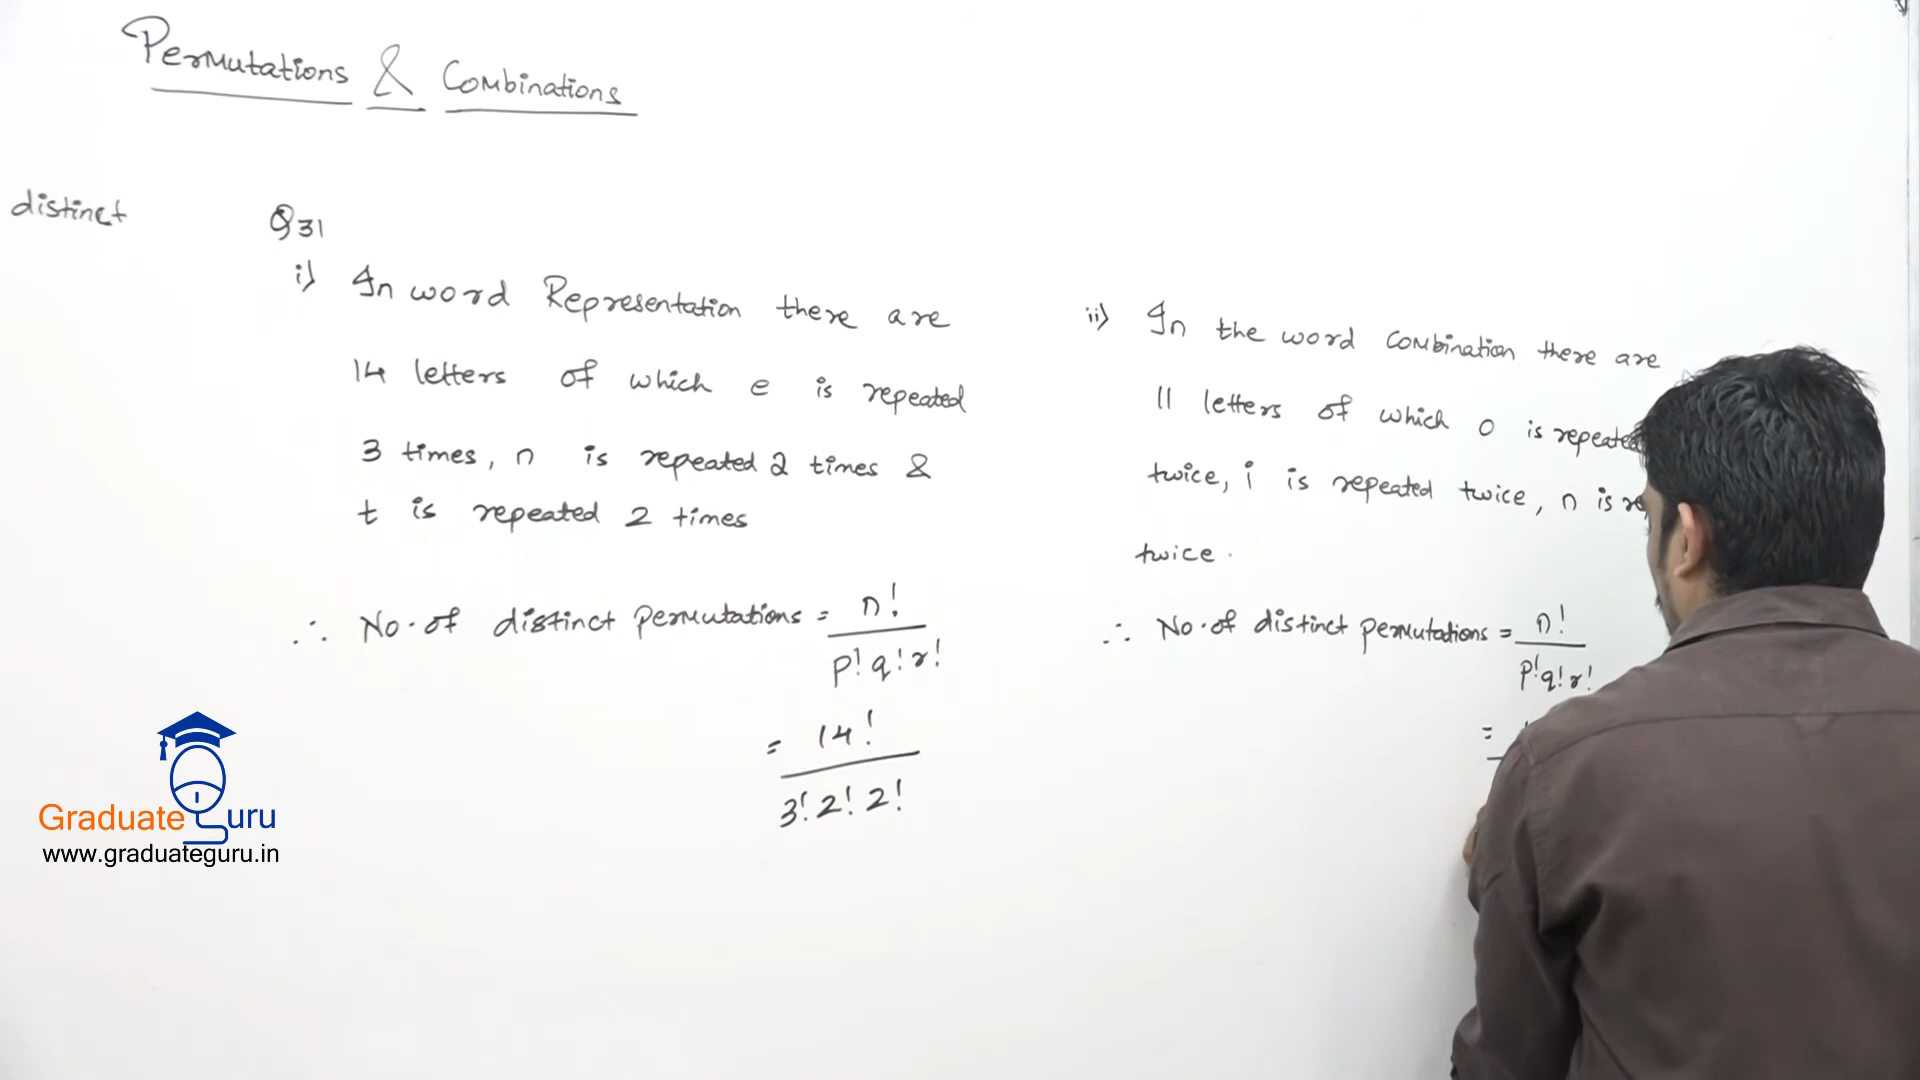 Permutations & Combinations
distinct
Q31
i) In word Representation there are
14 letters of which e is repeated
3 times, n is repeated 2 times &
t is repeated 2 times
∴ No. of distinct permutations = n!
p! q! r!
= 14!
3! 2! 2!
ii) In the word combination there are
11 letters of which o is repeated
twice, i is repeated twice, n is
twice.
∴ No. of distinct permutations = n!
p! q! r!
=
Graduate Guru
www.graduateguru.in